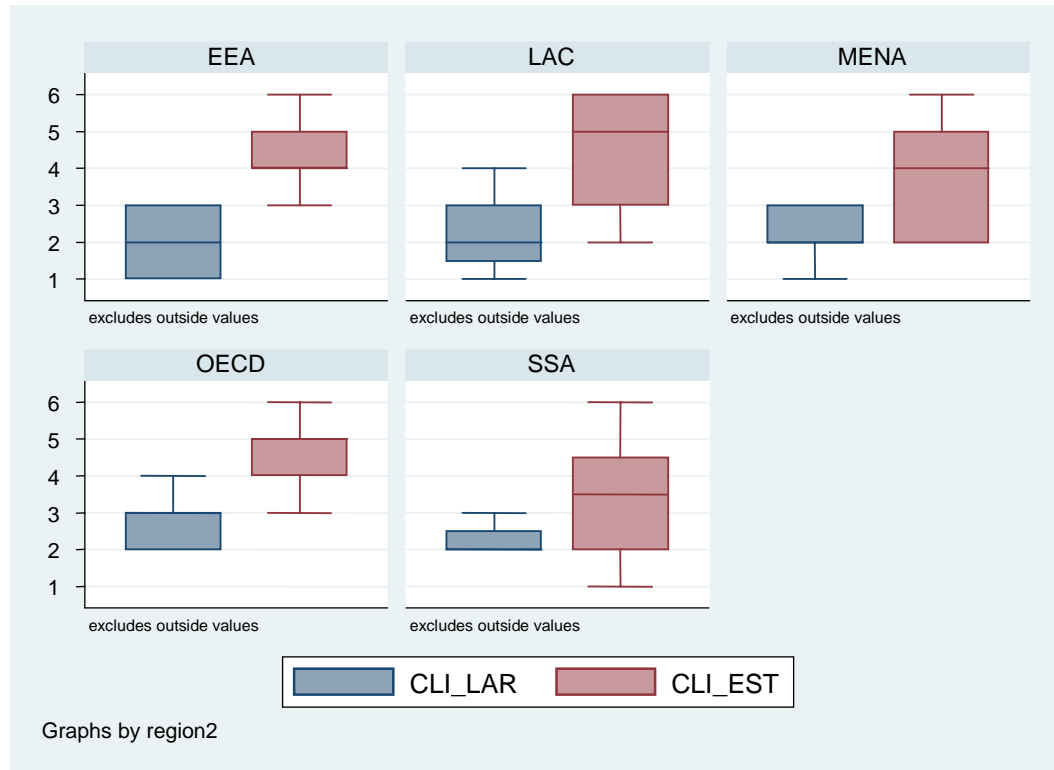 EEA
LAC
MENA
6
5
4
3
2
1
excludes outside values
excludes outside values
excludes outside values
OECD
SSA
6
5
4
3
2
1
excludes outside values
excludes outside values
CLI_LAR
CLI_EST
Graphs by region2